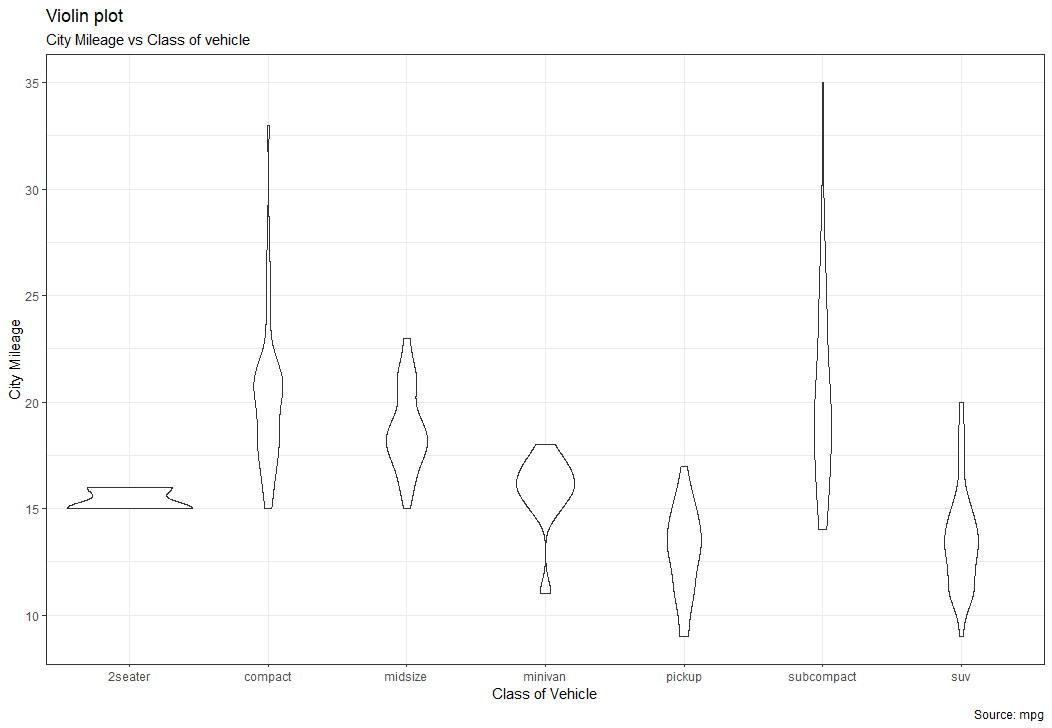 Violin plot
City Mileage vs Class of vehicle
City Mileage
35
30
25
20
15
10
2seater compact midsize minivan pickup subcompact suv
Class of Vehicle
Source: mpg